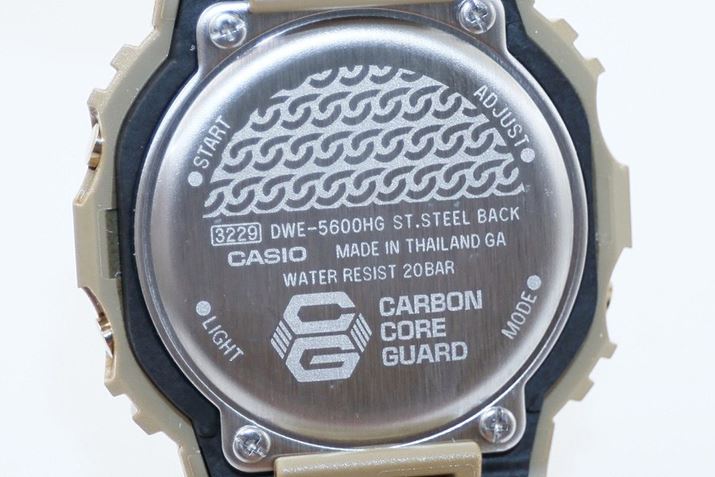 START
ADJUST
3229 DWE-5600HG ST.STEEL BACK
CASIO MADE IN THAILAND GA
WATER RESIST 20BAR
LIGHT
CG
CARBON
CORE
GUARD
MODE